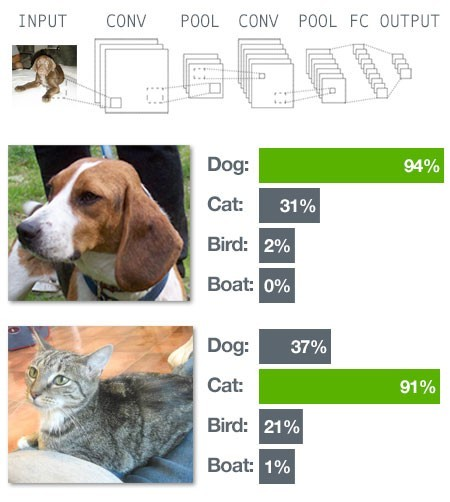 INPUT CONV POOL CONV POOL FC OUTPUT
Dog: 94%
Cat: 31%
Bird: 2%
Boat: 0%
Dog: 37%
Cat: 91%
Bird: 21%
Boat: 1%